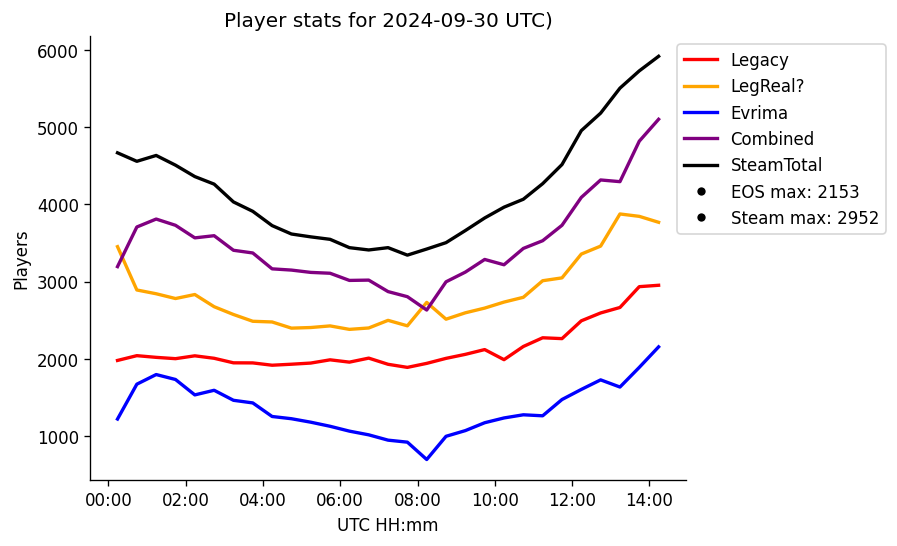 Player stats for 2024-09-30 UTC)
6000
5000
4000
3000
2000
1000
Players
00:00 02:00 04:00 06:00 08:00 10:00 12:00 14:00
UTC HH:mm
Legacy
LegReal?
Evrima
Combined
SteamTotal
EOS max: 2153
Steam max: 2952